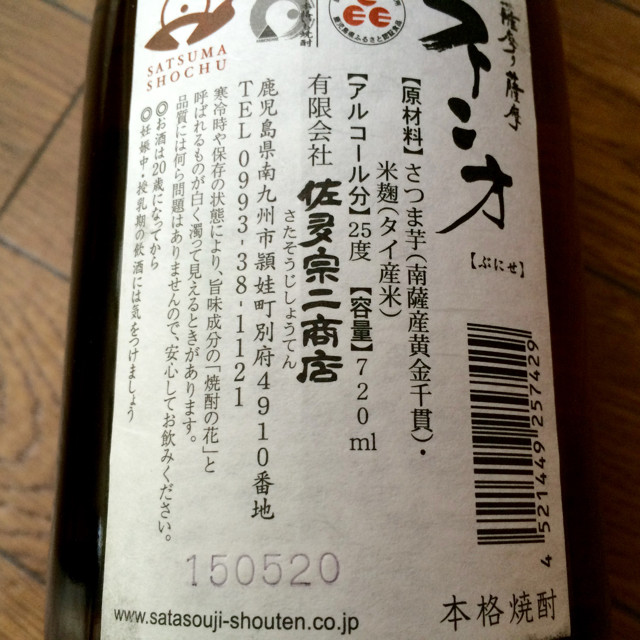 薩摩の薩摩
不二才
【ぶにせ】
【原材料】さつま芋(南薩産黄金千貫)・
米麹(タイ産米)
【アルコール分】25度 【容量】720ml
有限会社 佐多宗二商店
さたそうじしょうてん
鹿児島県南九州市頴娃町別府4910番地
TEL 0993-38-1121
寒冷時や保存の状態により、旨味成分の「焼酎の花」と
呼ばれるものが白く濁って見えるときがあります。
品質には何ら問題はありませんので、安心してお飲みください。
◎お酒は20歳になってから
◎妊娠中・授乳期の飲酒には気をつけましょう
SATSUMA
SHOCHU
4 521449 257429
150520
www.satasouji-shouten.co.jp
本格焼酎